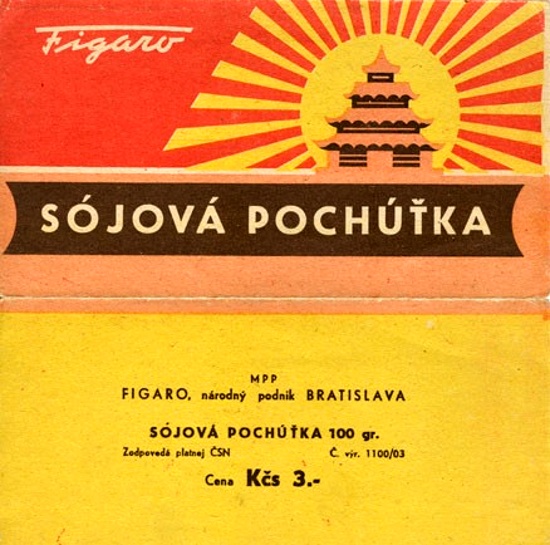 Figaro
SÓJOVÁ POCHÚŤKA
MPP
FIGARO, národný podnik BRATISLAVA
SÓJOVÁ POCHÚŤKA 100 gr.
Zodpovedá platnej ČSN Č. výr. 1100/03
Cena Kčs 3.-